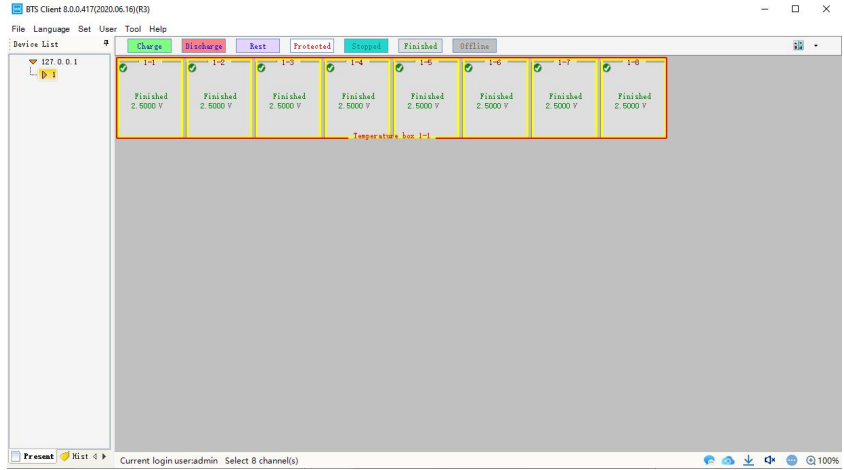 BTS Client 8.0.0.417(2020.06.16)(R3)
File Language Set User Tool Help
Device List
Charge Discharge Rest Protected Stopped Finished Offline
127.0.0.1
1
1-1 1-2 1-3 1-4 1-5 1-6 1-7 1-8
Finished Finished Finished Finished Finished Finished Finished Finished
2.5000 V 2.5000 V 2.5000 V 2.5000 V 2.5000 V 2.5000 V 2.5000 V 2.5000 V
Temperature box 1-1
Present Hist
Current login user:admin Select 8 channel(s)
100%